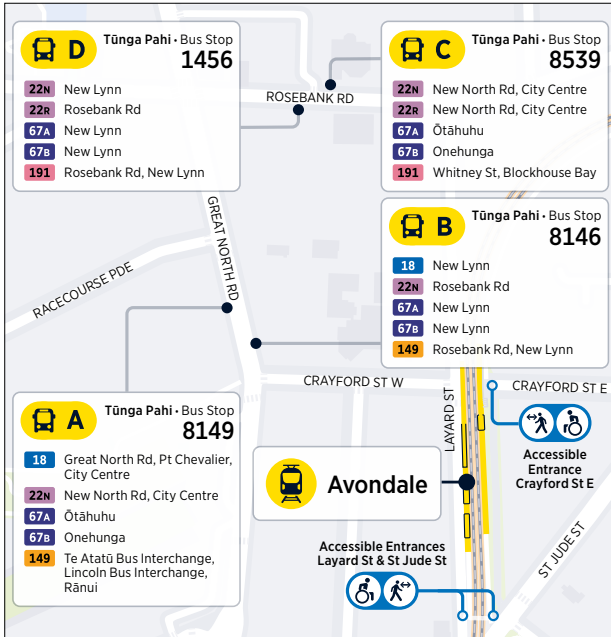 D
Tūnga Pahi • Bus Stop
1456
22N New Lynn
22R Rosebank Rd
67A New Lynn
67B New Lynn
191 Rosebank Rd, New Lynn
C
Tūnga Pahi • Bus Stop
8539
22N New North Rd, City Centre
22R New North Rd, City Centre
67A Ōtāhuhu
67B Onehunga
191 Whitney St, Blockhouse Bay
ROSEBANK RD
GREAT NORTH RD
RACECOURSE PDE
B
Tūnga Pahi • Bus Stop
8146
18 New Lynn
22N Rosebank Rd
67A New Lynn
67B New Lynn
149 Rosebank Rd, New Lynn
CRAYFORD ST W
LAYARD ST
CRAYFORD ST E
A
Tūnga Pahi • Bus Stop
8149
18 Great North Rd, Pt Chevalier,
City Centre
22N New North Rd, City Centre
67A Ōtāhuhu
67B Onehunga
149 Te Atatū Bus Interchange,
Lincoln Bus Interchange,
Rānui
Accessible
Entrance
Crayford St E
Avondale
ST JUDE ST
Accessible Entrances
Layard St & St Jude St